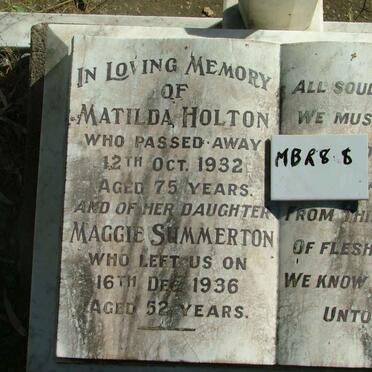 IN LOVING MEMORY
OF
MATILDA HOLTON
WHO PASSED AWAY
12TH OCT. 1932
AGED 75 YEARS.
AND OF HER DAUGHTER
MAGGIE SUMMERTON
WHO LEFT US ON
16TH DEC. 1936
AGED 52 YEARS.
ALL SOUL
WE MUS
MBR8.8
FROM
OF FLESH
WE KNOW
UNTO